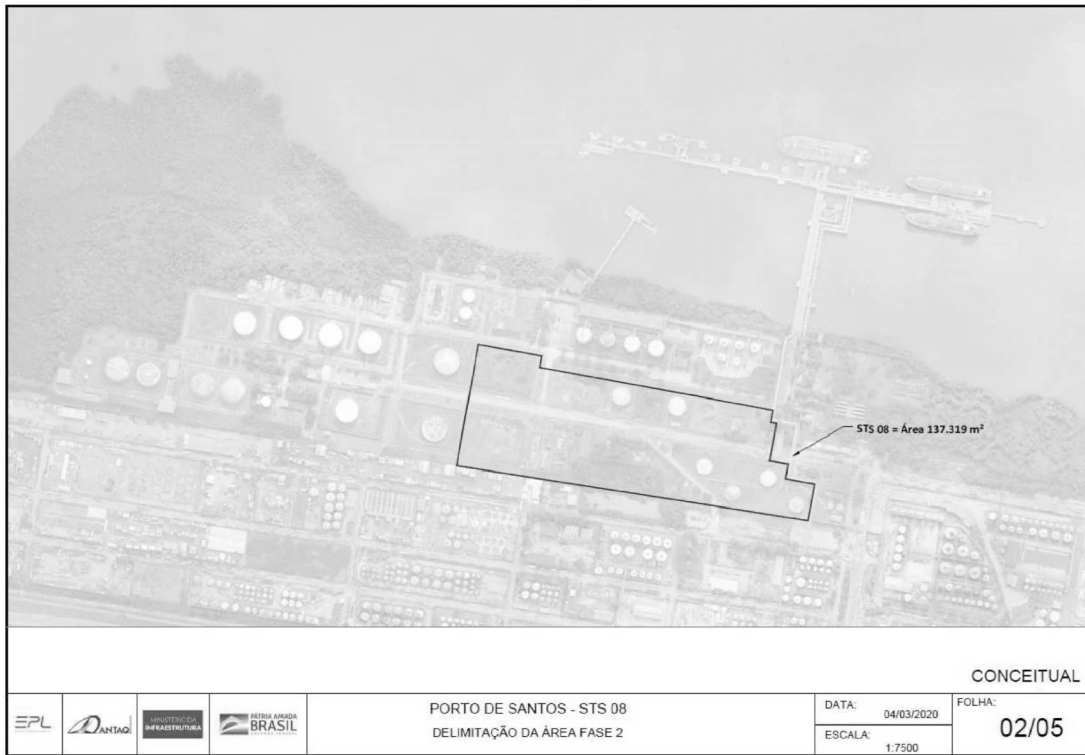 STS 08 = Área 137.319 m²
CONCEITUAL
EPL
ANTAQ
MINISTÉRIO DA
INFRAESTRUTURA
PÁTRIA AMADA
BRASIL
PORTO DE SANTOS - STS 08
DELIMITAÇÃO DA ÁREA FASE 2
DATA:
04/03/2020
ESCALA:
1:7500
FOLHA:
02/05